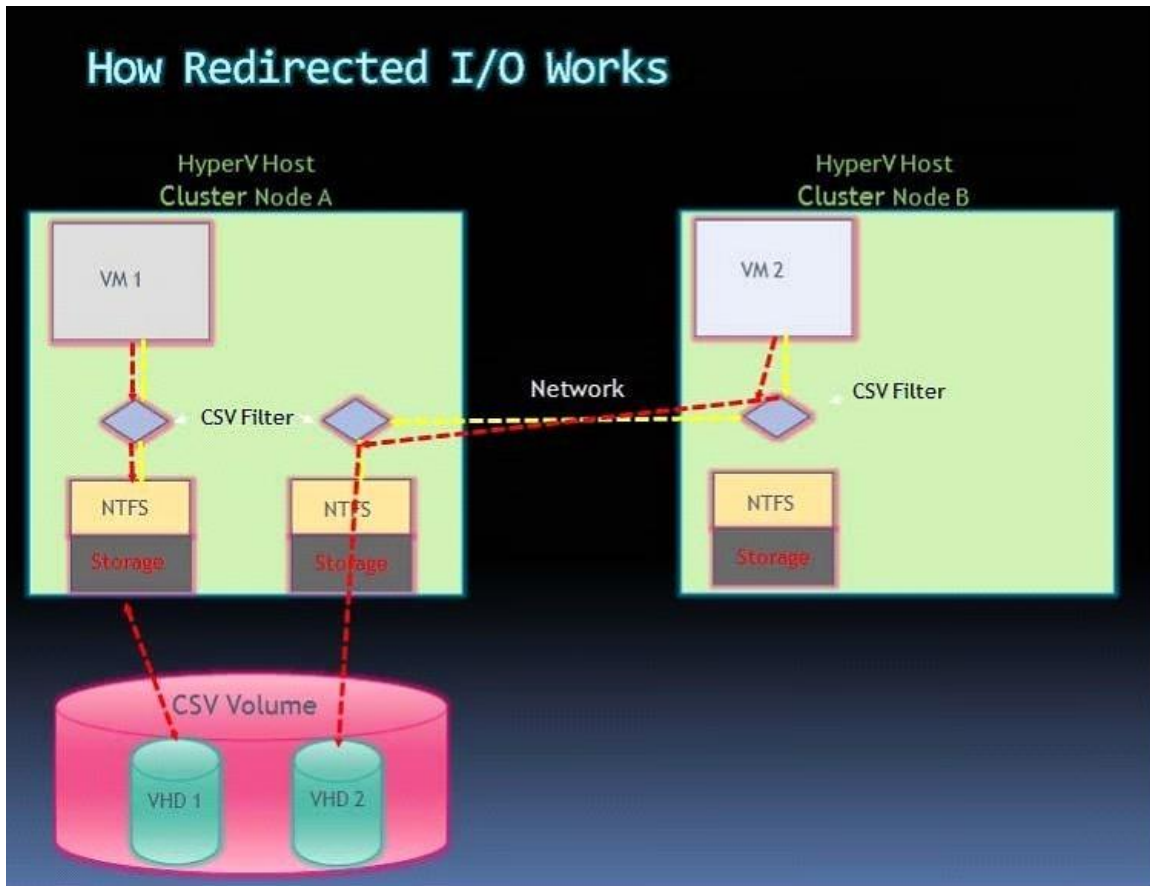 How Redirected I/O Works
HyperV Host
Cluster Node A
HyperV Host
Cluster Node B
VM 1
VM 2
Network
CSV Filter
CSV Filter
NTFS
Storage
NTFS
Storage
NTFS
Storage
CSV Volume
VHD 1
VHD 2